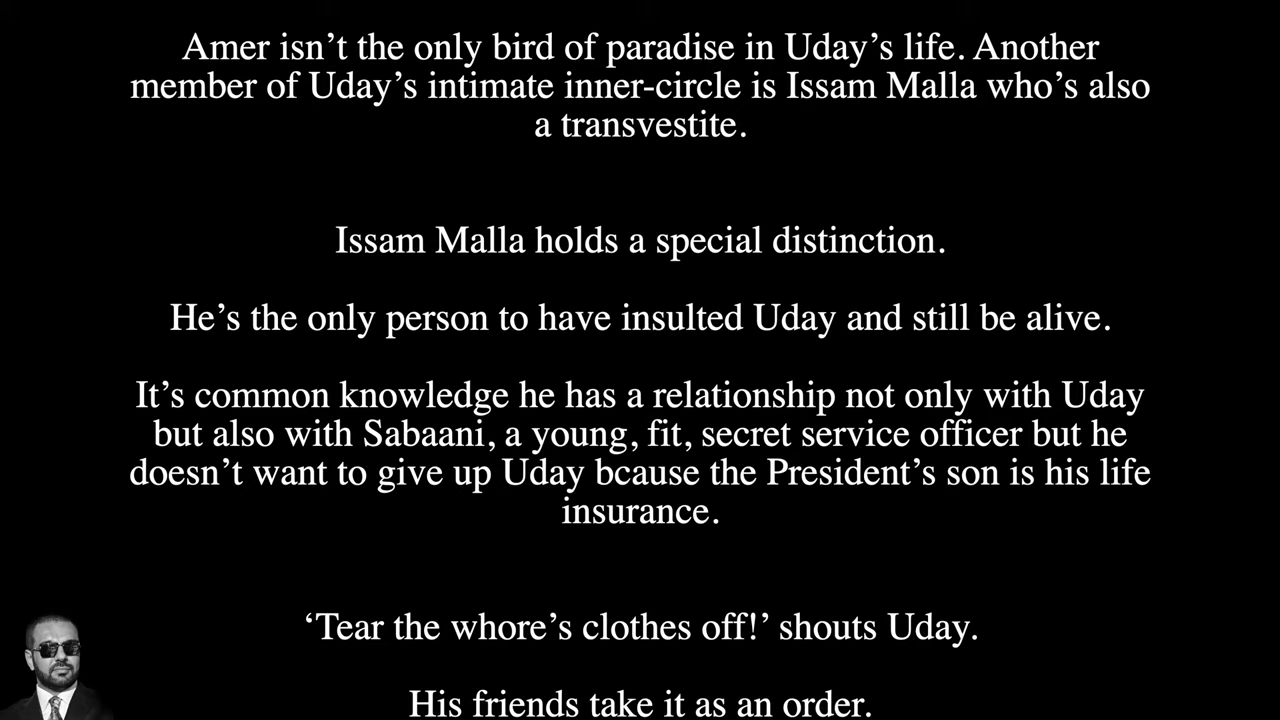 Amer isn’t the only bird of paradise in Uday’s life. Another
member of Uday’s intimate inner-circle is Issam Malla who’s also
a transvestite.
Issam Malla holds a special distinction.
He’s the only person to have insulted Uday and still be alive.
It’s common knowledge he has a relationship not only with Uday
but also with Sabaani, a young, fit, secret service officer but he
doesn’t want to give up Uday bcause the President’s son is his life
insurance.
‘Tear the whore’s clothes off!’ shouts Uday.
His friends take it as an order.